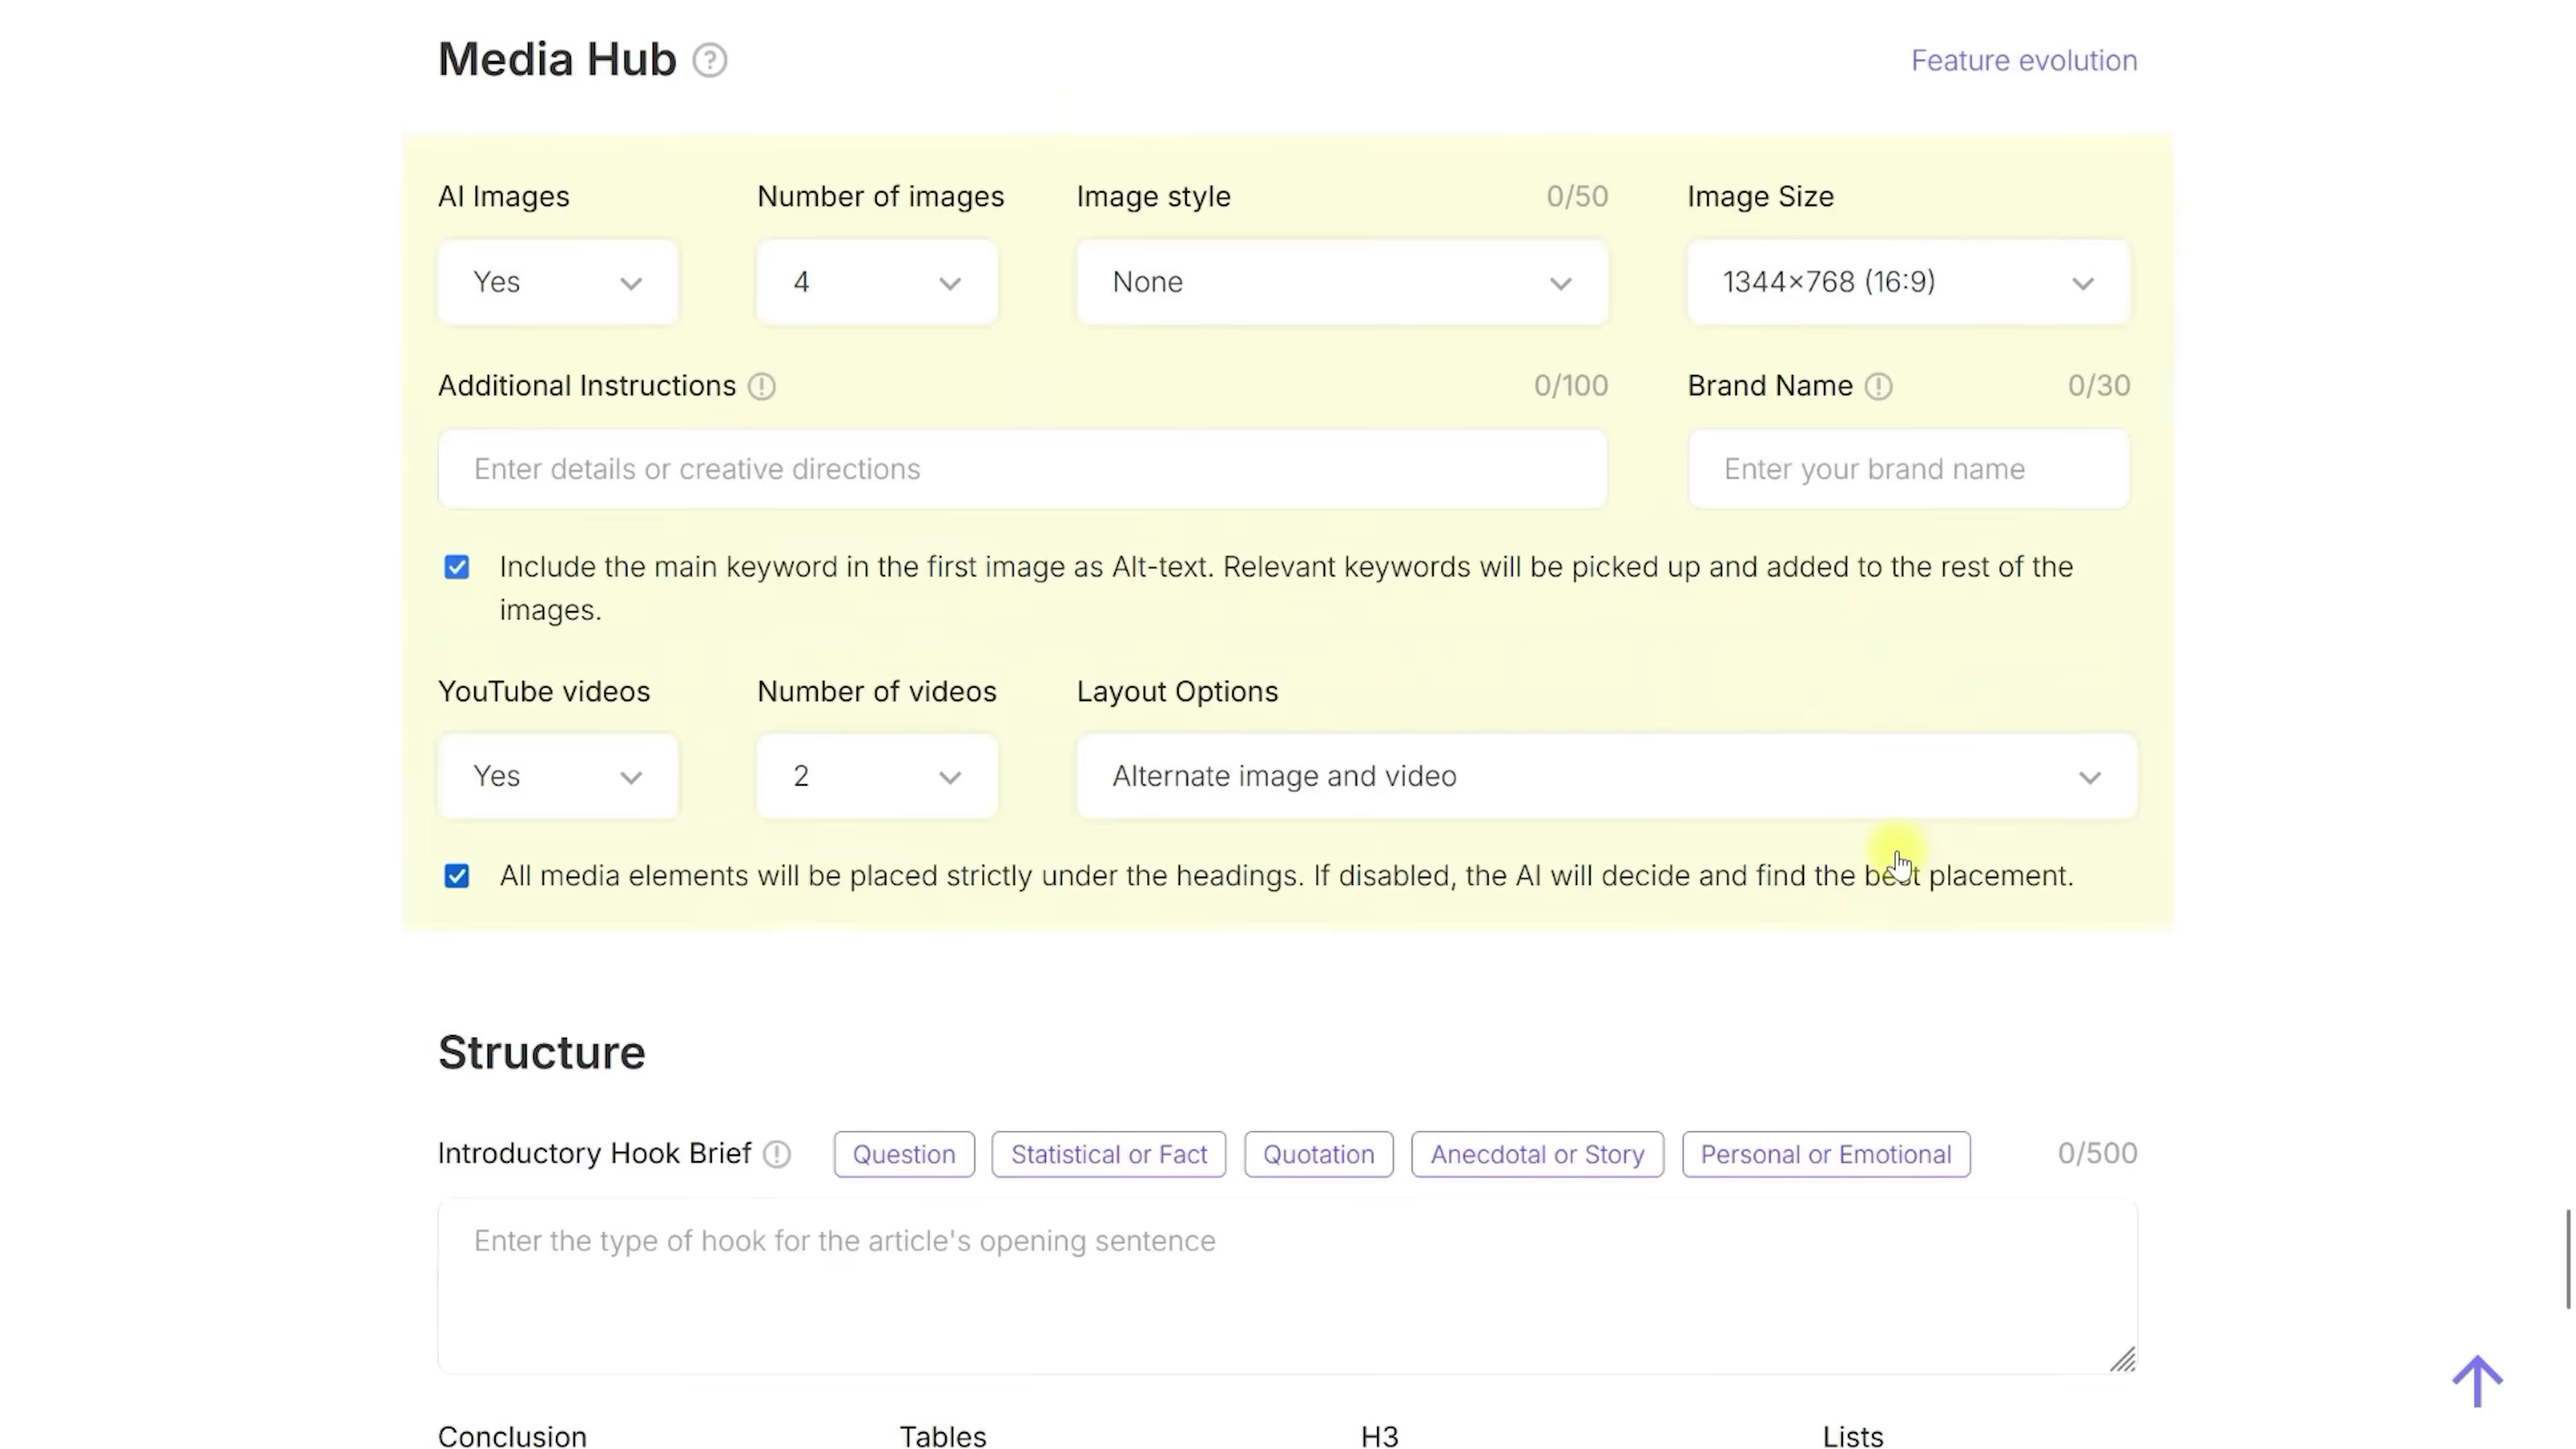 Media Hub ? Feature evolution
AI Images Number of images Image style 0/50 Image Size
Yes 4 None 1344×768 (16:9)
Additional Instructions 0/100 Brand Name 0/30
Enter details or creative directions Enter your brand name
Include the main keyword in the first image as Alt-text. Relevant keywords will be picked up and added to the rest of the
images.
YouTube videos Number of videos Layout Options
Yes 2 Alternate image and video
All media elements will be placed strictly under the headings. If disabled, the AI will decide and find the best placement.
Structure
Introductory Hook Brief Question Statistical or Fact Quotation Anecdotal or Story Personal or Emotional 0/500
Enter the type of hook for the article's opening sentence
Conclusion Tables H3 Lists